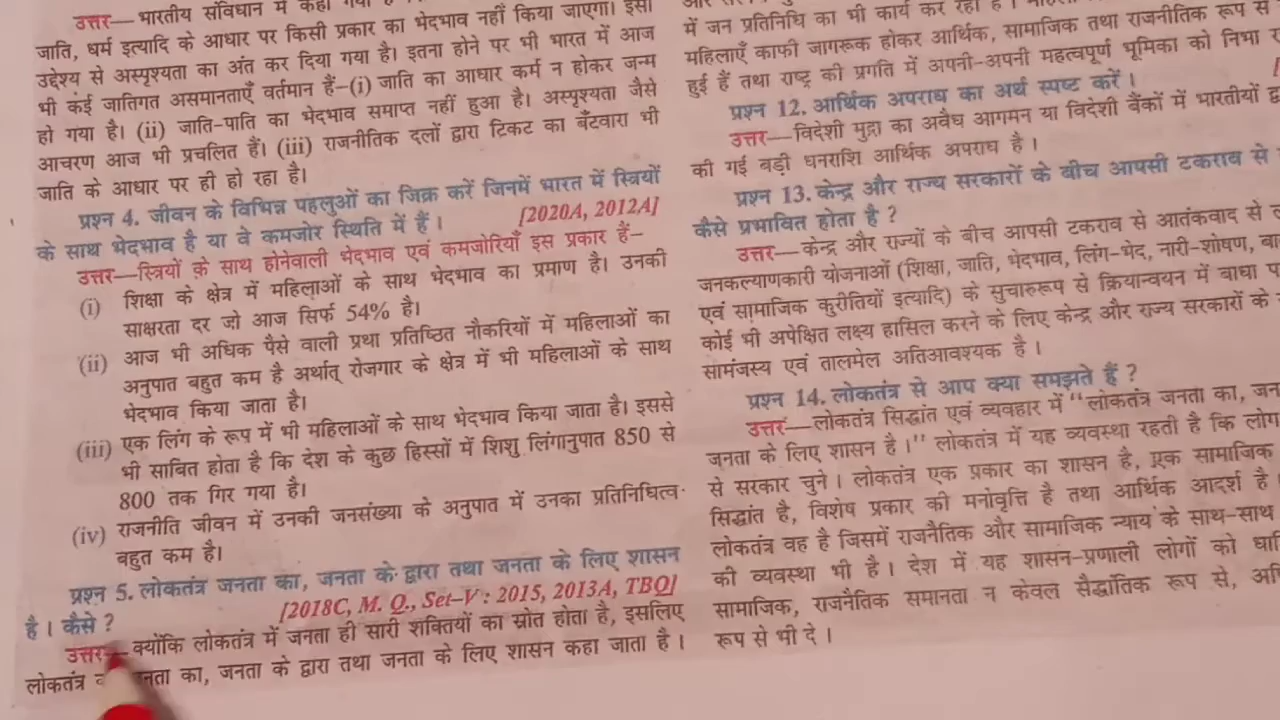 उत्तर—भारतीय संविधान में कहा गया
जाति, धर्म इत्यादि के आधार पर किसी प्रकार का भेदभाव नहीं किया जाएगा। इसी
उद्देश्य से अस्पृश्यता का अंत कर दिया गया है। इतना होने पर भी भारत में आज
भी कई जातिगत असमानताएँ वर्तमान हैं–(i) जाति का आधार कर्म न होकर जन्म
हो गया है। (ii) जाति-पाति का भेदभाव समाप्त नहीं हुआ है। अस्पृश्यता जैसे
आचरण आज भी प्रचलित हैं। (iii) राजनीतिक दलों द्वारा टिकट का बँटवारा भी
जाति के आधार पर ही हो रहा है।
प्रश्न 4. जीवन के विभिन्न पहलुओं का जिक्र करें जिनमें भारत में स्त्रियों
के साथ भेदभाव है या वे कमजोर स्थिति में हैं। [2020A, 2012A]
उत्तर—स्त्रियों के साथ होनेवाली भेदभाव एवं कमजोरियाँ इस प्रकार हैं–
(i) शिक्षा के क्षेत्र में महिलाओं के साथ भेदभाव का प्रमाण है। उनकी
साक्षरता दर जो आज सिर्फ 54% है।
(ii) आज भी अधिक पैसे वाली प्रथा प्रतिष्ठित नौकरियों में महिलाओं का
अनुपात बहुत कम है अर्थात् रोजगार के क्षेत्र में भी महिलाओं के साथ
भेदभाव किया जाता है।
(iii) एक लिंग के रूप में भी महिलाओं के साथ भेदभाव किया जाता है। इससे
भी साबित होता है कि देश के कुछ हिस्सों में शिशु लिंगानुपात 850 से
800 तक गिर गया है।
(iv) राजनीति जीवन में उनकी जनसंख्या के अनुपात में उनका प्रतिनिधित्व
बहुत कम है।
प्रश्न 5. लोकतंत्र जनता का, जनता के द्वारा तथा जनता के लिए शासन
है। कैसे ? [2018C, M. Q., Set–V : 2015, 2013A, TBQ]
उत्तर—क्योंकि लोकतंत्र में जनता ही सारी शक्तियों का स्रोत होता है, इसलिए
लोकतंत्र जनता का, जनता के द्वारा तथा जनता के लिए शासन कहा जाता है।
में जन प्रतिनिधि का भी कार्य कर रही है।
महिलाएँ काफी जागरूक होकर आर्थिक, सामाजिक तथा राजनीतिक रूप से
हुई हैं तथा राष्ट्र की प्रगति में अपनी-अपनी महत्वपूर्ण भूमिका को निभा
प्रश्न 12. आर्थिक अपराध का अर्थ स्पष्ट करें।
उत्तर—विदेशी मुद्रा का अवैध आगमन या विदेशी बैंकों में भारतीयों
की गई बड़ी धनराशि आर्थिक अपराध है।
प्रश्न 13. केन्द्र और राज्य सरकारों के बीच आपसी टकराव से
कैसे प्रभावित होता है ?
उत्तर—केन्द्र और राज्यों के बीच आपसी टकराव से आतंकवाद से
जनकल्याणकारी योजनाओं (शिक्षा, जाति, भेदभाव, लिंग-भेद, नारी-शोषण,
एवं सामाजिक कुरीतियों इत्यादि) के सुचारुरूप से क्रियान्वयन में बाधा
कोई भी अपेक्षित लक्ष्य हासिल करने के लिए केन्द्र और राज्य सरकारों के
सामंजस्य एवं तालमेल अतिआवश्यक है।
प्रश्न 14. लोकतंत्र से आप क्या समझते हैं ?
उत्तर—लोकतंत्र सिद्धांत एवं व्यवहार में "लोकतंत्र जनता का,
जनता के लिए शासन है।" लोकतंत्र में यह व्यवस्था रहती है कि लोग
से सरकार चुने। लोकतंत्र एक प्रकार का शासन है, एक सामाजिक
सिद्धांत है, विशेष प्रकार की मनोवृत्ति है तथा आर्थिक आदर्श है
लोकतंत्र वह है जिसमें राजनैतिक और सामाजिक न्याय के साथ-साथ
की व्यवस्था भी है। देश में यह शासन-प्रणाली लोगों को
सामाजिक, राजनैतिक समानता न केवल सैद्धांतिक रूप से,
रूप से भी दे।